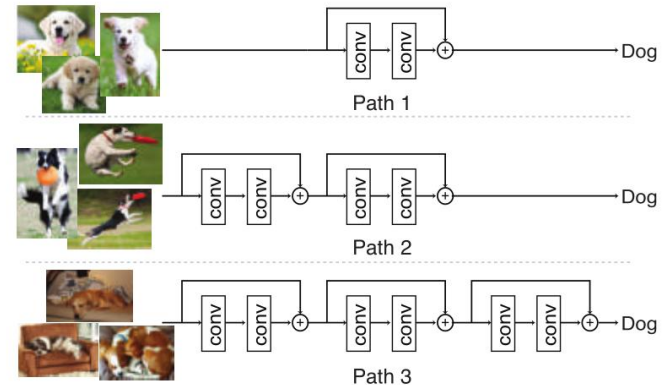 conv conv + Dog
Path 1
conv conv + conv conv + Dog
Path 2
conv conv + conv conv + conv conv + Dog
Path 3